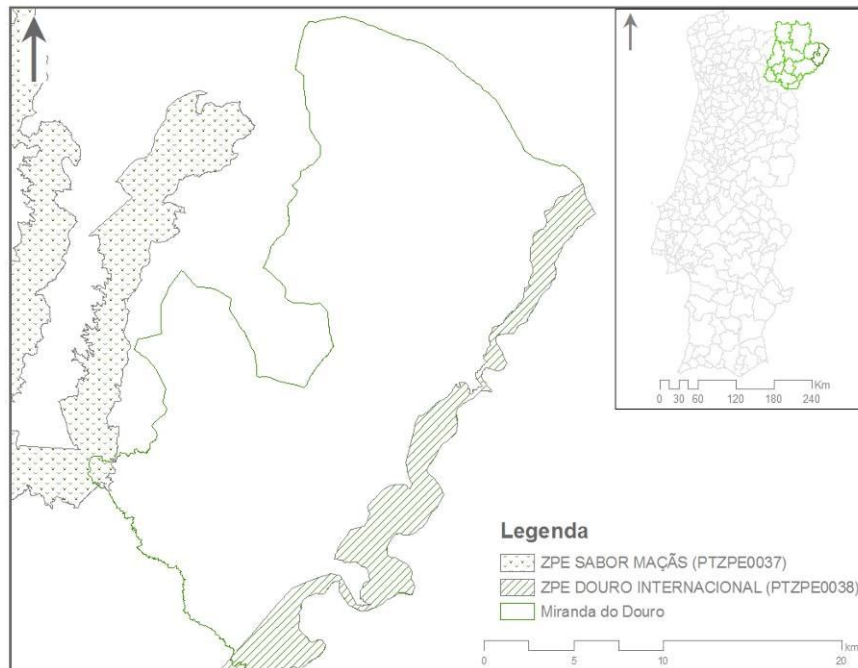 Km
0 30 60 120 180 240
Legenda
ZPE SABOR MAÇÃS (PTZPE0037)
ZPE DOURO INTERNACIONAL (PTZPE0038)
Miranda do Douro
km
0 5 10 20